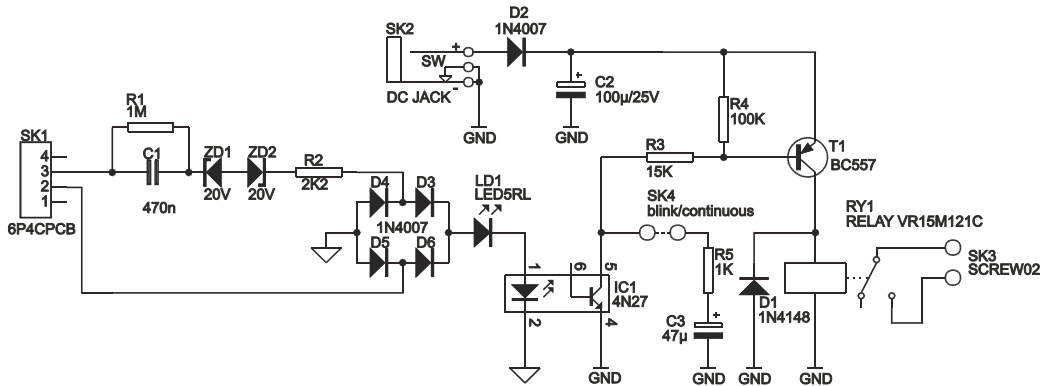 SK2
+
SW
-
DC JACK
D2
1N4007
+
C2
100µ/25V
GND
GND
R4
100K
T1
BC557
R3
15K
R1
1M
SK1
4
3
2
1
6P4CPCB
C1
470n
ZD1
20V
ZD2
20V
R2
2K2
D4
D3
1N4007
D5
D6
LD1
LED5RL
SK4
blink/continuous
R5
1K
RY1
RELAY VR15M121C
SK3
SCREW02
1
6
5
IC1
4N27
2
4
C3
47µ
+
D1
1N4148
GND
GND
GND
GND